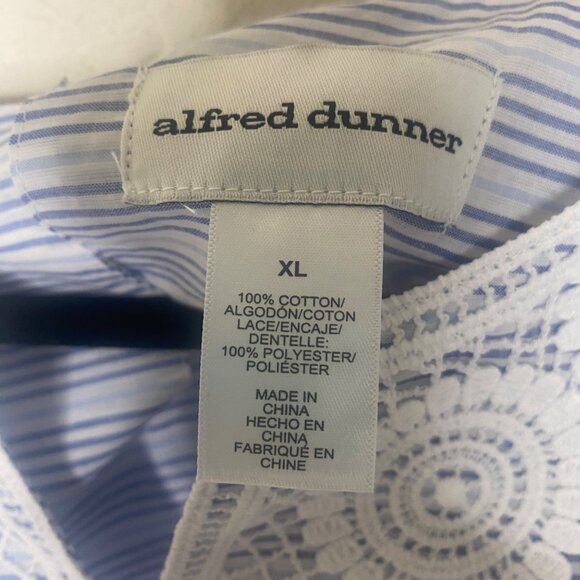 alfred dunner
XL
100% COTTON/
ALGODÓN/COTON
LACE/ENCAJE/
DENTELLE:
100% POLYESTER/
POLIÉSTER
MADE IN
CHINA
HECHO EN
CHINA
FABRIQUÉ EN
CHINE